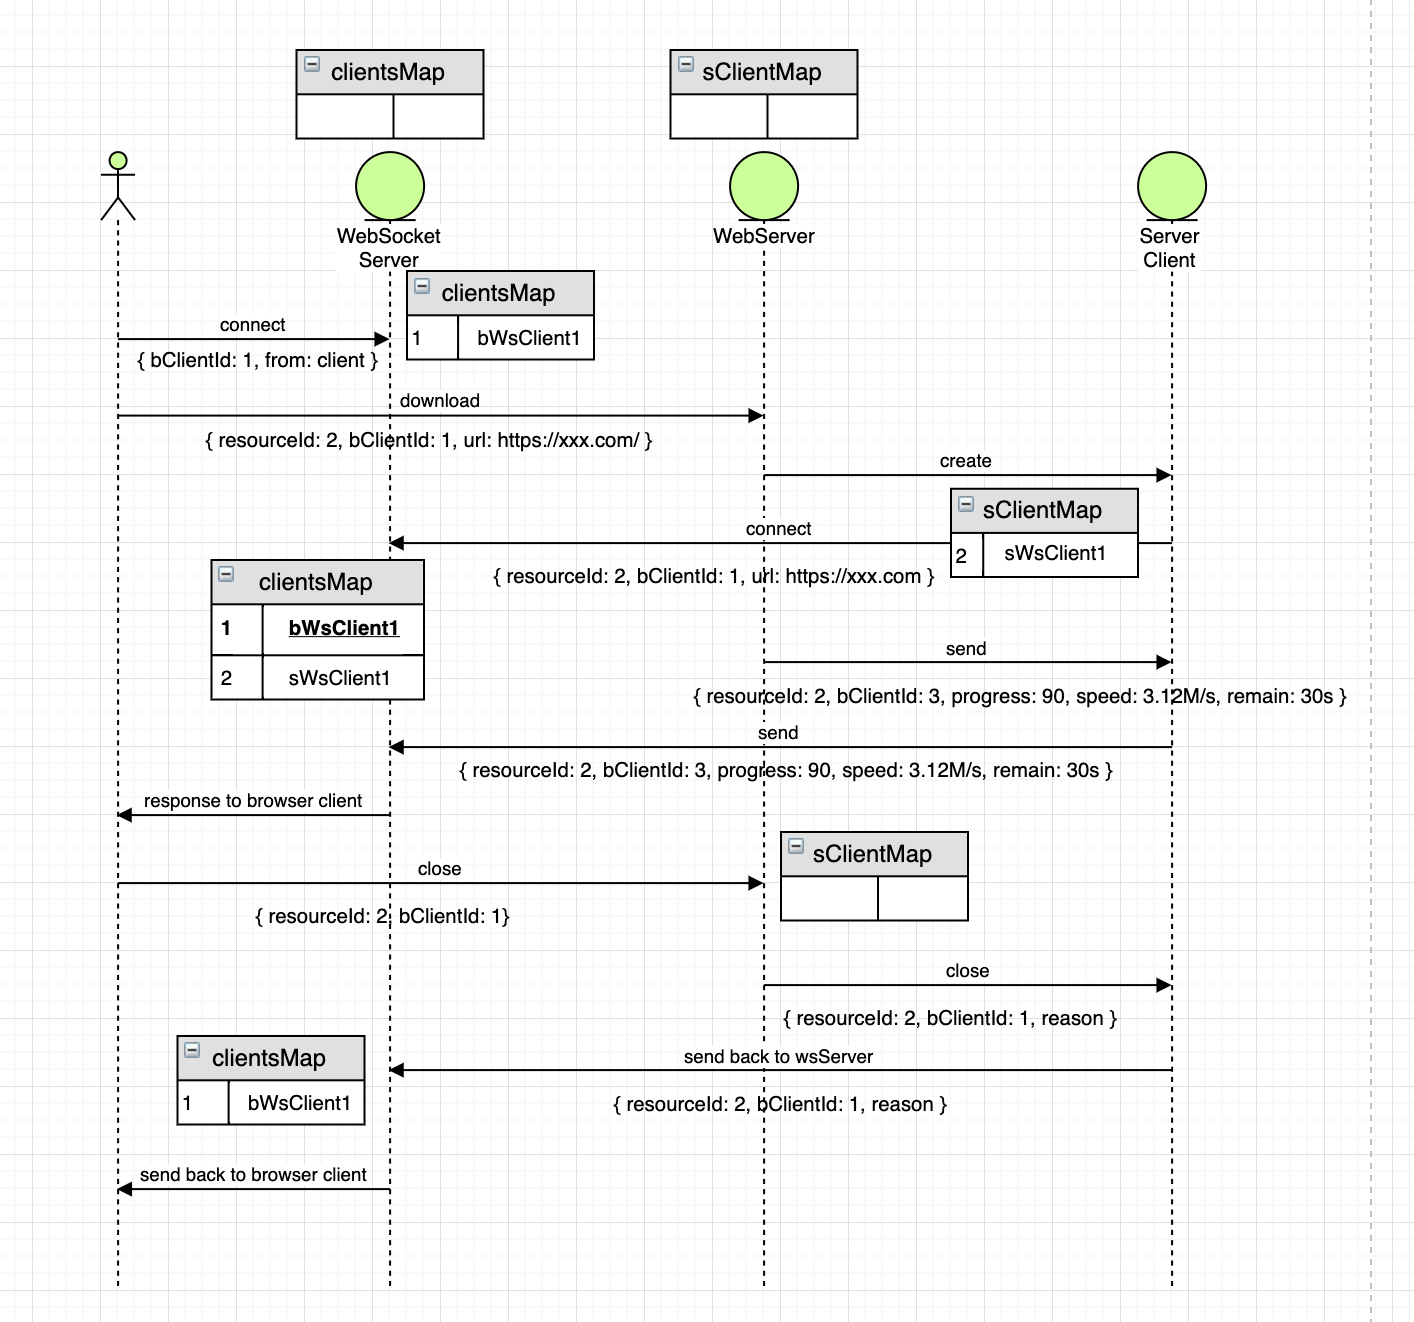 clientsMap
sClientMap
WebSocket
Server
WebServer
Server
Client
clientsMap
1 bWsClient1
connect
{ bClientId: 1, from: client }
download
{ resourceId: 2, bClientId: 1, url: https://xxx.com/ }
create
sClientMap
2 sWsClient1
connect
{ resourceId: 2, bClientId: 1, url: https://xxx.com }
clientsMap
1 bWsClient1
2 sWsClient1
send
{ resourceId: 2, bClientId: 3, progress: 90, speed: 3.12M/s, remain: 30s }
send
{ resourceId: 2, bClientId: 3, progress: 90, speed: 3.12M/s, remain: 30s }
response to browser client
sClientMap
close
{ resourceId: 2, bClientId: 1}
close
{ resourceId: 2, bClientId: 1, reason }
clientsMap
1 bWsClient1
send back to wsServer
{ resourceId: 2, bClientId: 1, reason }
send back to browser client